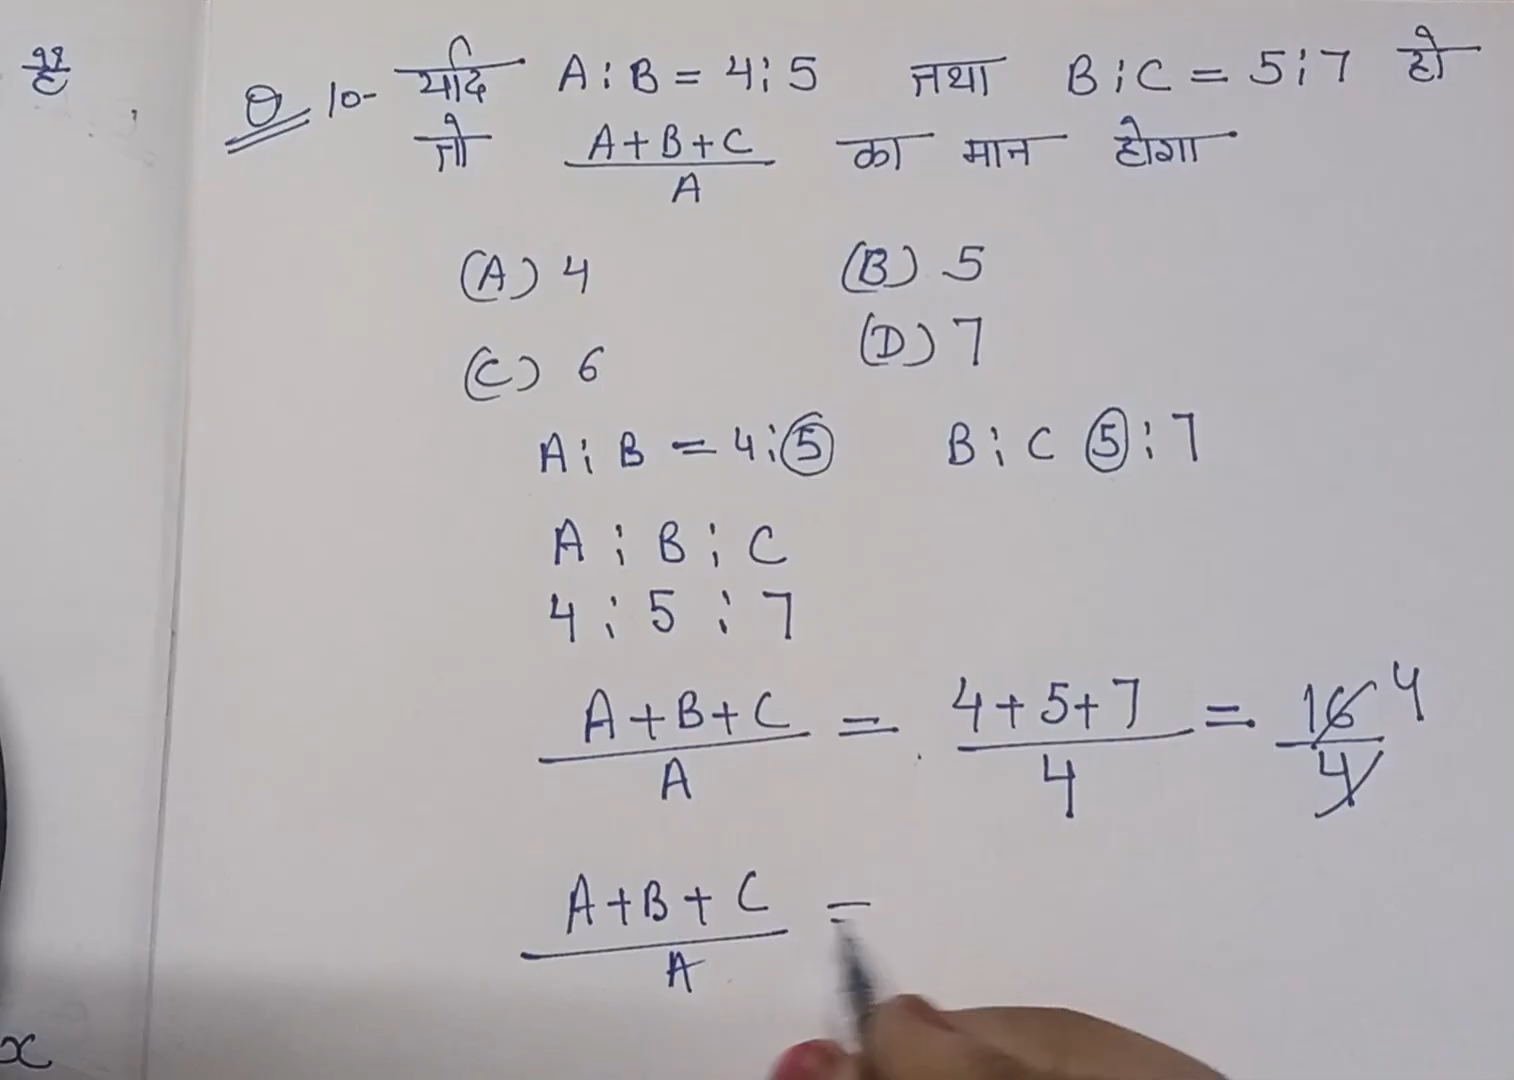 है
Q 10- यदि A:B = 4:5 तथा B:C = 5:7 हो
तो A+B+C/A का मान होगा
(A) 4 (B) 5
(C) 6 (D) 7
A:B = 4:5 B:C 5:7
A:B:C
4:5:7
A+B+C/A = 4+5+7/4 = 16/4 4
A+B+C/A =
x